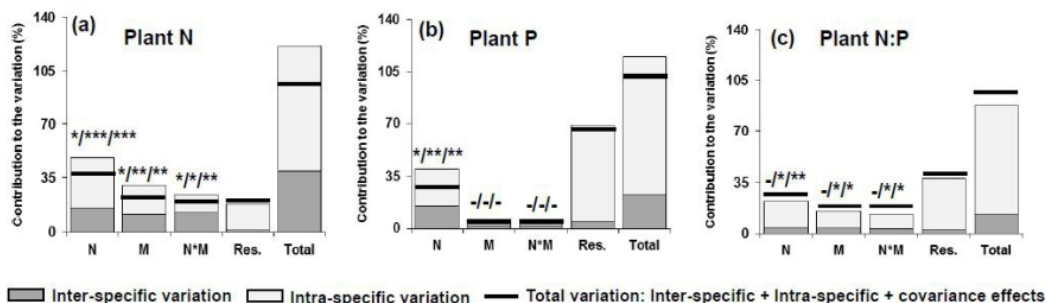 (a)
Plant N
Contribution to the variation (%)
140
105
70
35
0
*/***/***
*/**/**
*/*/**
N M N*M Res. Total
(b)
Plant P
Contribution to the variation (%)
140
105
70
35
0
*/**/**
-/-/-
-/-/-
N M N*M Res. Total
(c)
Plant N:P
Contribution to the variation (%)
140
105
70
35
0
-/*/**
-/*/*
-/*/*
N M N*M Res. Total
Inter-specific variation Intra-specific variation Total variation: Inter-specific + Intra-specific + covariance effects